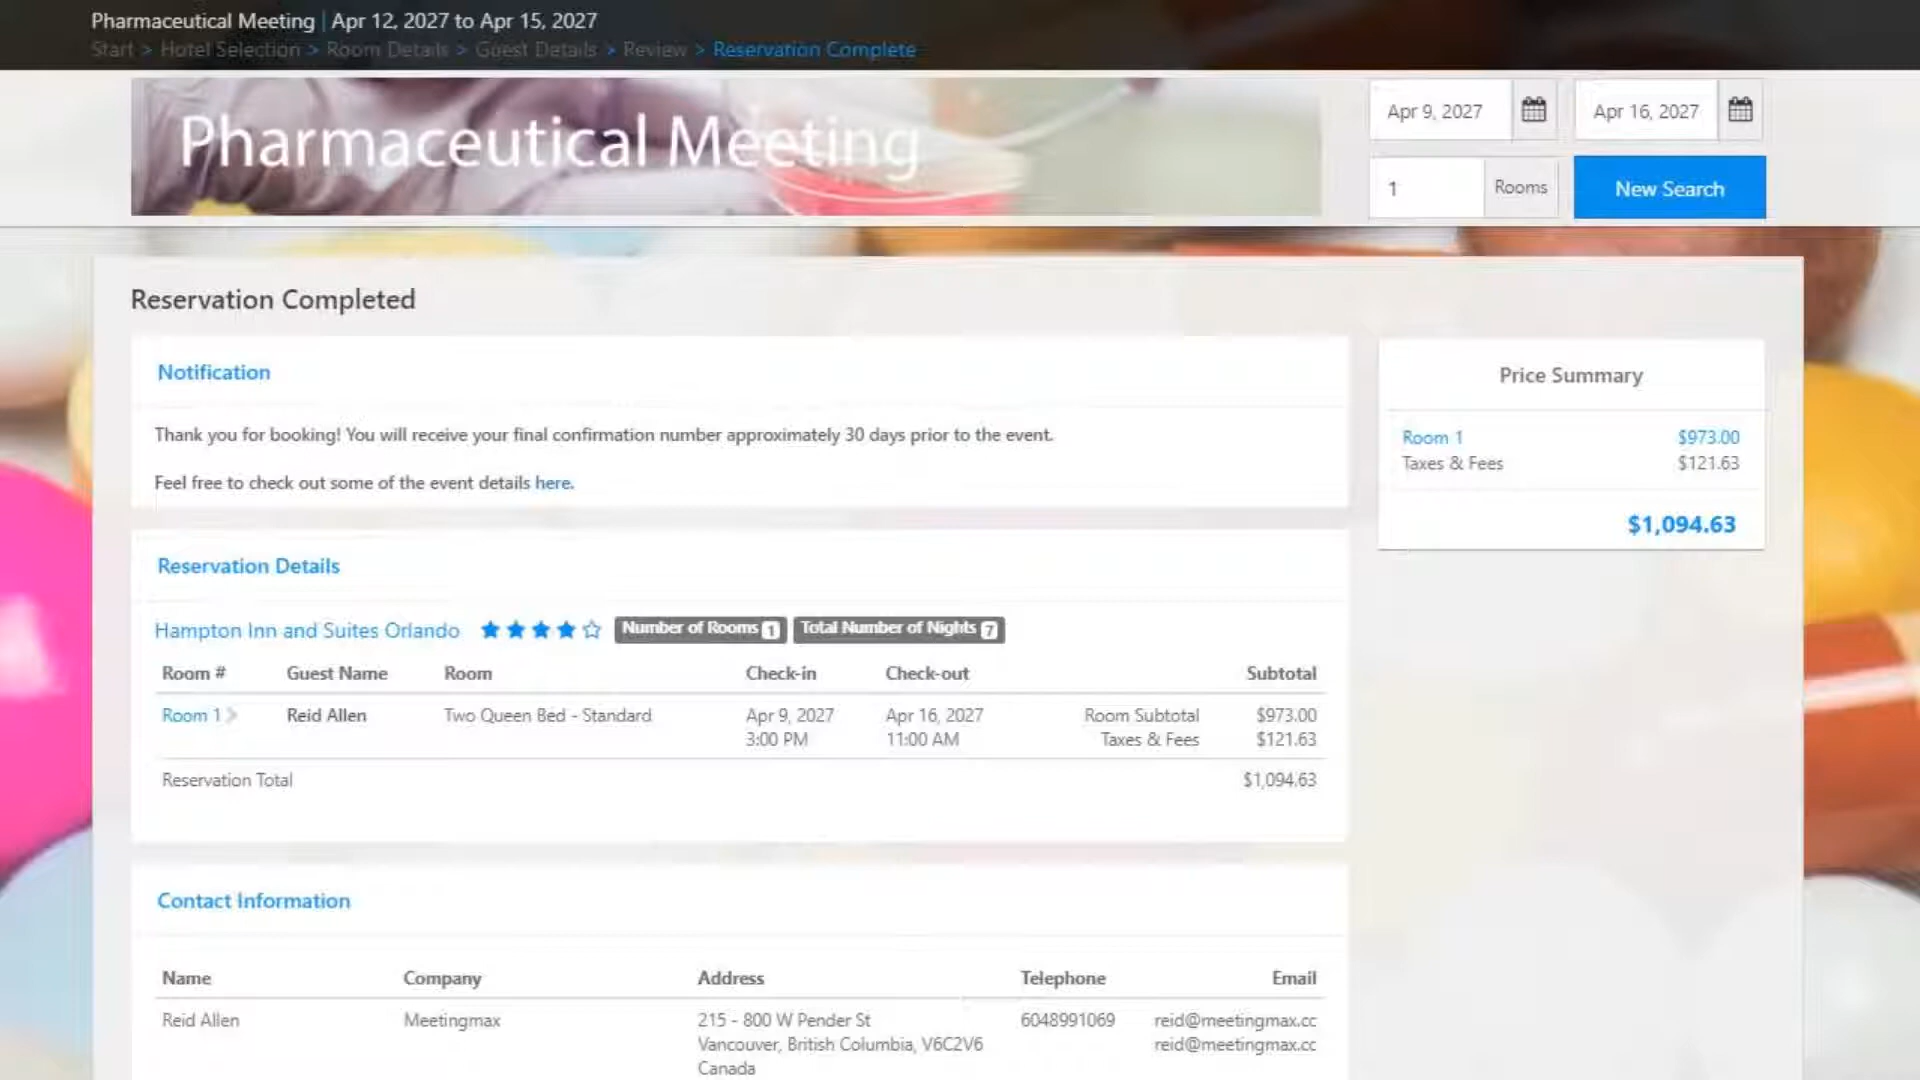 Pharmaceutical Meeting | Apr 12, 2027 to Apr 15, 2027
Start > Hotel Selection > Room Details > Guest Details > Review > Reservation Complete
Pharmaceutical Meeting
Apr 9, 2027
Apr 16, 2027
1 Rooms
New Search
Reservation Completed
Notification
Thank you for booking! You will receive your final confirmation number approximately 30 days prior to the event.
Feel free to check out some of the event details here.
Price Summary
Room 1 $973.00
Taxes & Fees $121.63
$1,094.63
Reservation Details
Hampton Inn and Suites Orlando Number of Rooms 1 Total Number of Nights 7
Room # Guest Name Room Check-in Check-out Subtotal
Room 1 Reid Allen Two Queen Bed - Standard Apr 9, 2027 Apr 16, 2027 Room Subtotal $973.00
3:00 PM 11:00 AM Taxes & Fees $121.63
Reservation Total $1,094.63
Contact Information
Name Company Address Telephone Email
Reid Allen Meetingmax 215 - 800 W Pender St 6048991069 reid@meetingmax.cc
Vancouver, British Columbia, V6C2V6 reid@meetingmax.cc
Canada